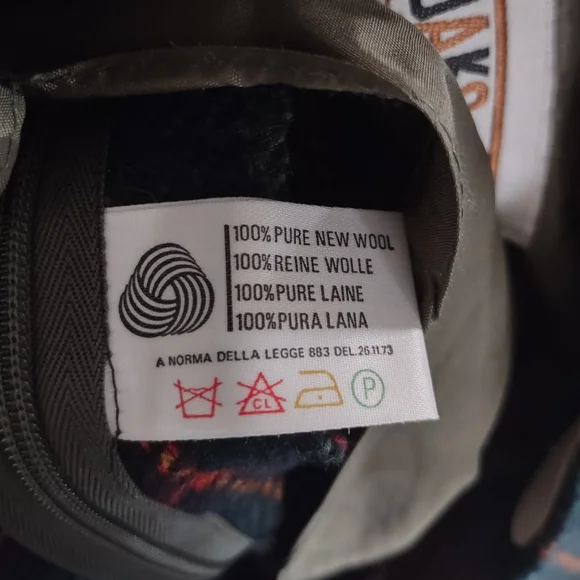 100% PURE NEW WOOL
100% REINE WOLLE
100% PURE LAINE
100% PURA LANA
A NORMA DELLA LEGGE 883 DEL.26.11.73
CL P